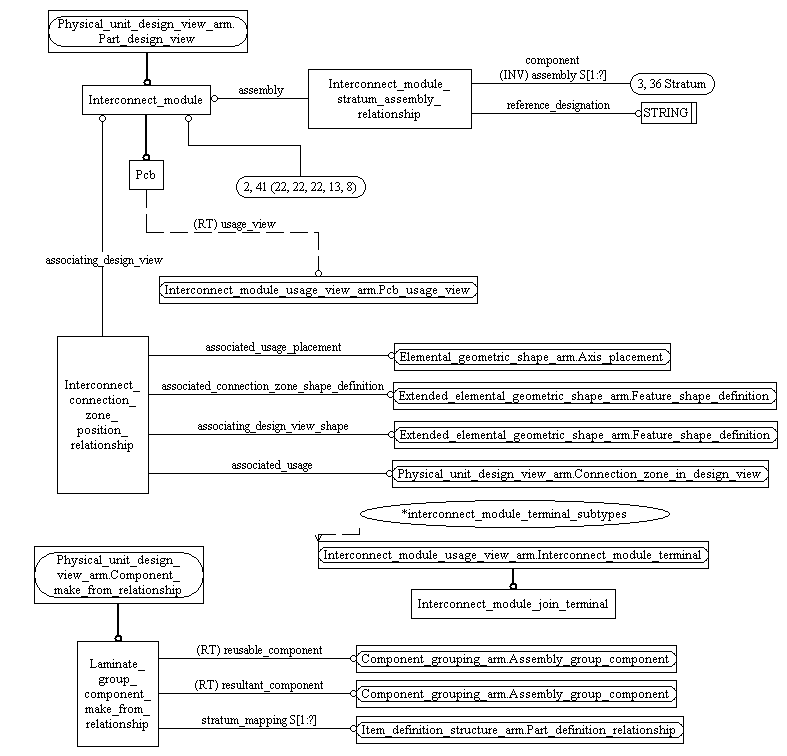 Physical_unit_design_view_arm.
Part_design_view
Interconnect_module
assembly
Interconnect_module_
stratum_assembly_
relationship
component
(INV) assembly S[1:?]
3, 36 Stratum
reference_designation
STRING
Pcb
2, 41 (22, 22, 22, 13, 8)
(RT) usage_view
associating_design_view
Interconnect_module_usage_view_arm.Pcb_usage_view
Interconnect_
connection_
zone_
position_
relationship
associated_usage_placement
Elemental_geometric_shape_arm.Axis_placement
associated_connection_zone_shape_definition
Extended_elemental_geometric_shape_arm.Feature_shape_definition
associating_design_view_shape
Extended_elemental_geometric_shape_arm.Feature_shape_definition
associated_usage
Physical_unit_design_view_arm.Connection_zone_in_design_view
*interconnect_module_terminal_subtypes
Interconnect_module_usage_view_arm.Interconnect_module_terminal
Interconnect_module_join_terminal
Physical_unit_design_
view_arm.Component_
make_from_relationship
Laminate_
group_
component_
make_from_
relationship
(RT) reusable_component
Component_grouping_arm.Assembly_group_component
(RT) resultant_component
Component_grouping_arm.Assembly_group_component
stratum_mapping S[1:?]
Item_definition_structure_arm.Part_definition_relationship